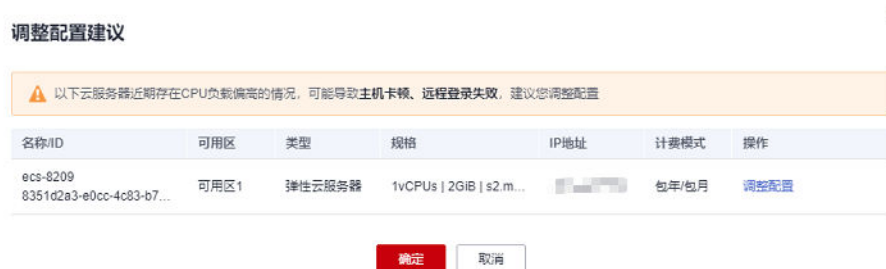 调整配置建议
以下云服务器近期存在CPU负载偏高的情况，可能导致主机卡顿、远程登录失败，建议您调整配置
名称/ID 可用区 类型 规格 IP地址 计费模式 操作
ecs-8209
8351d2a3-e0cc-4c83-b7... 可用区1 弹性云服务器 1vCPUs | 2GiB | s2.m... 包年/包月 调整配置
确定 取消